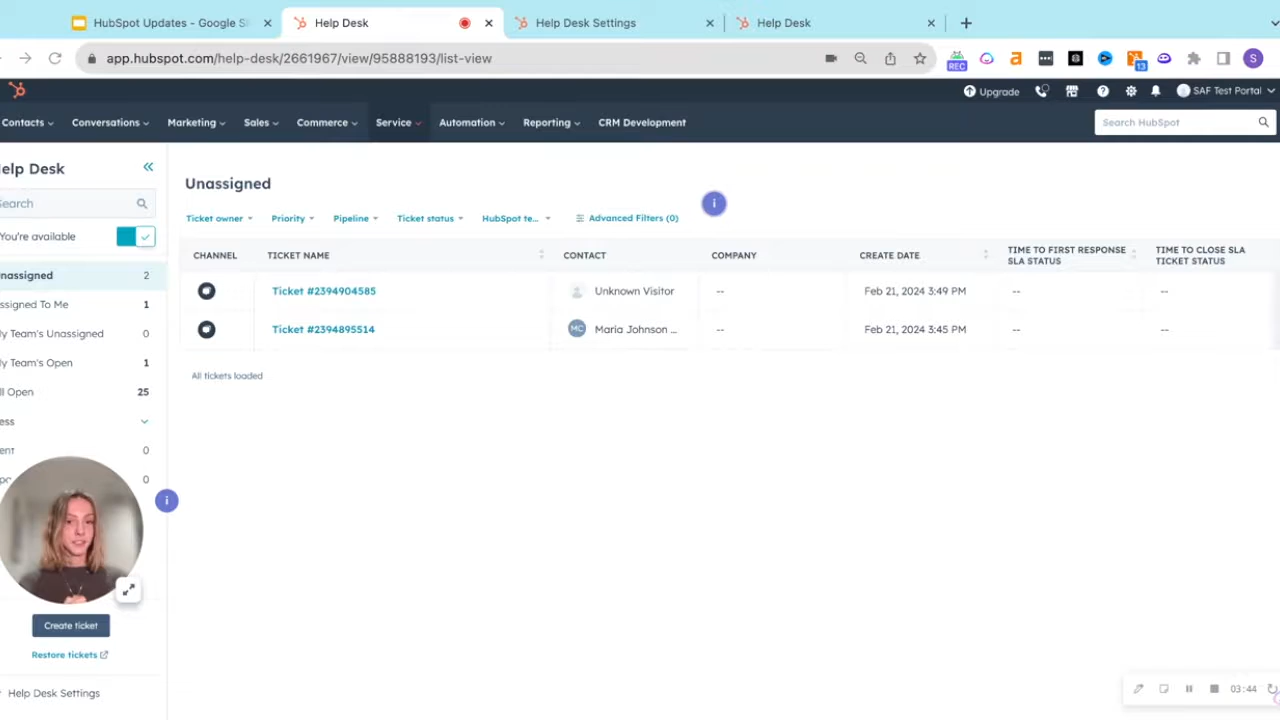 HubSpot Updates - Google Sl
Help Desk
Help Desk Settings
Help Desk
app.hubspot.com/help-desk/2661967/view/95888193/list-view
REC
13
S
Upgrade
SAF Test Portal
Contacts
Conversations
Marketing
Sales
Commerce
Service
Automation
Reporting
CRM Development
Search HubSpot
elp Desk
Search
You're available
nassigned 2
ssigned To Me 1
y Team's Unassigned 0
y Team's Open 1
ll Open 25
ess
ent 0
0
Create ticket
Restore tickets
Help Desk Settings
Unassigned
i
Ticket owner
Priority
Pipeline
Ticket status
HubSpot te...
Advanced Filters (0)
CHANNEL TICKET NAME CONTACT COMPANY CREATE DATE TIME TO FIRST RESPONSE SLA STATUS TIME TO CLOSE SLA TICKET STATUS
Ticket #2394904585 Unknown Visitor -- Feb 21, 2024 3:49 PM -- --
Ticket #2394895514 MC Maria Johnson ... -- Feb 21, 2024 3:45 PM -- --
All tickets loaded
i
03:44